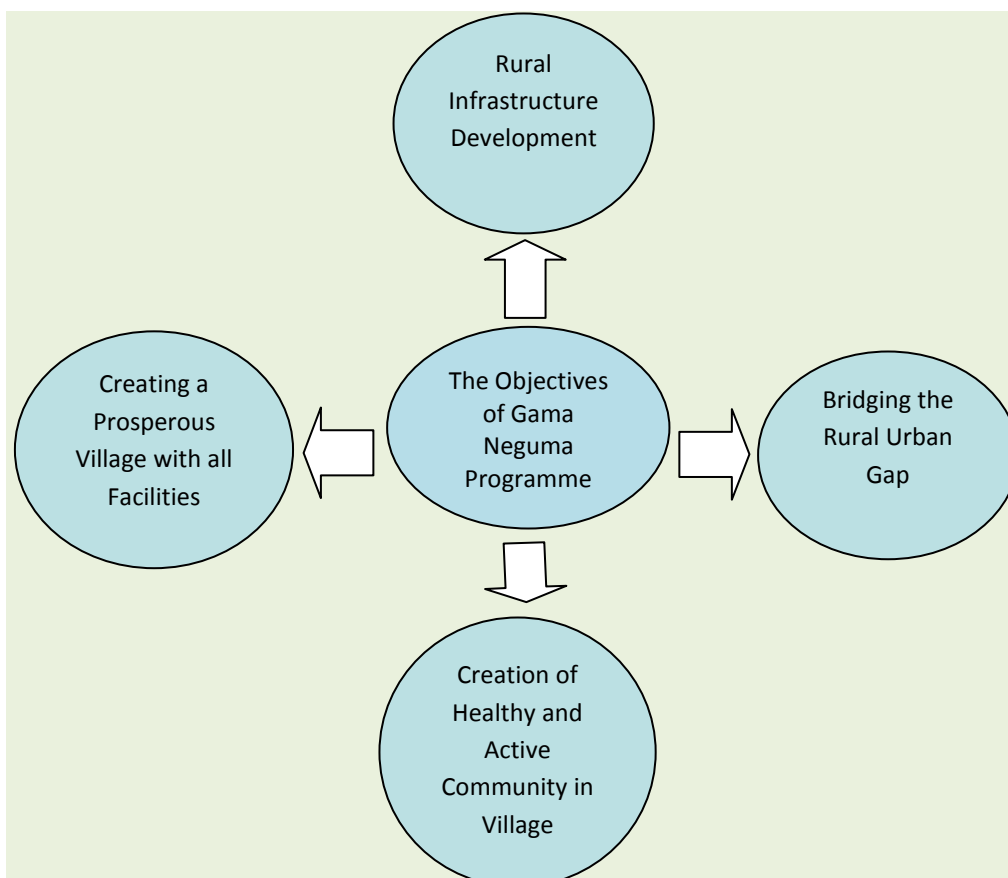 Rural
Infrastructure
Development
Creating a
Prosperous
Village with all
Facilities
The Objectives
of Gama
Neguma
Programme
Bridging the
Rural Urban
Gap
Creation of
Healthy and
Active
Community in
Village